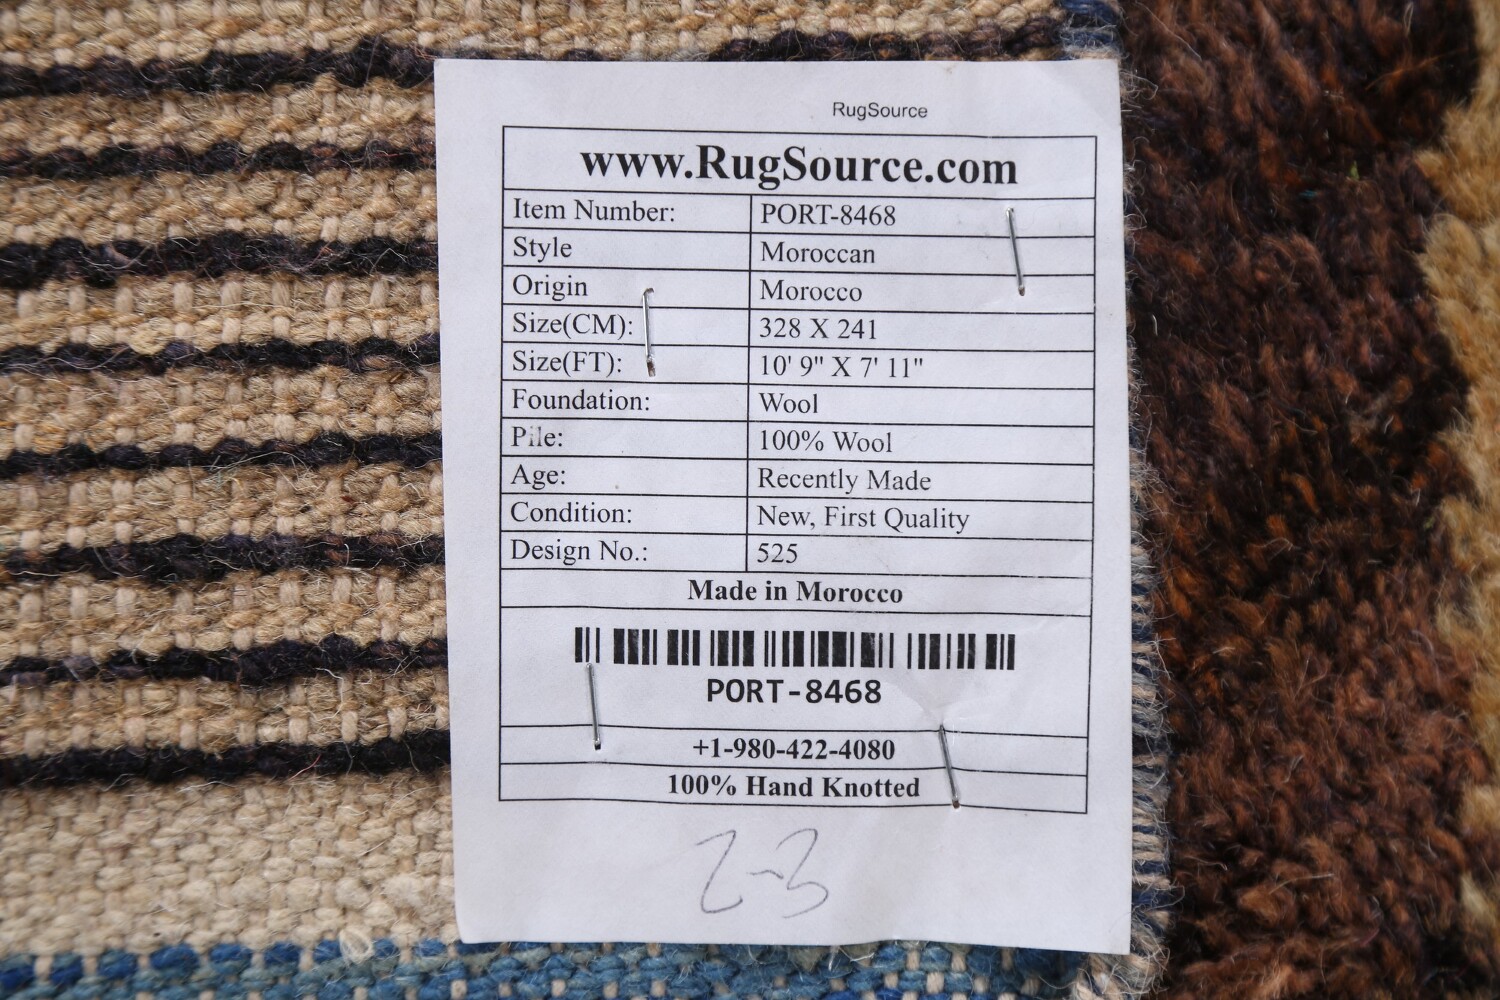 RugSource
www.RugSource.com
Item Number: PORT-8468
Style Moroccan
Origin Morocco
Size(CM): 328 X 241
Size(FT): 10' 9" X 7' 11"
Foundation: Wool
Pile: 100% Wool
Age: Recently Made
Condition: New, First Quality
Design No.: 525
Made in Morocco
PORT-8468
+1-980-422-4080
100% Hand Knotted
2-3